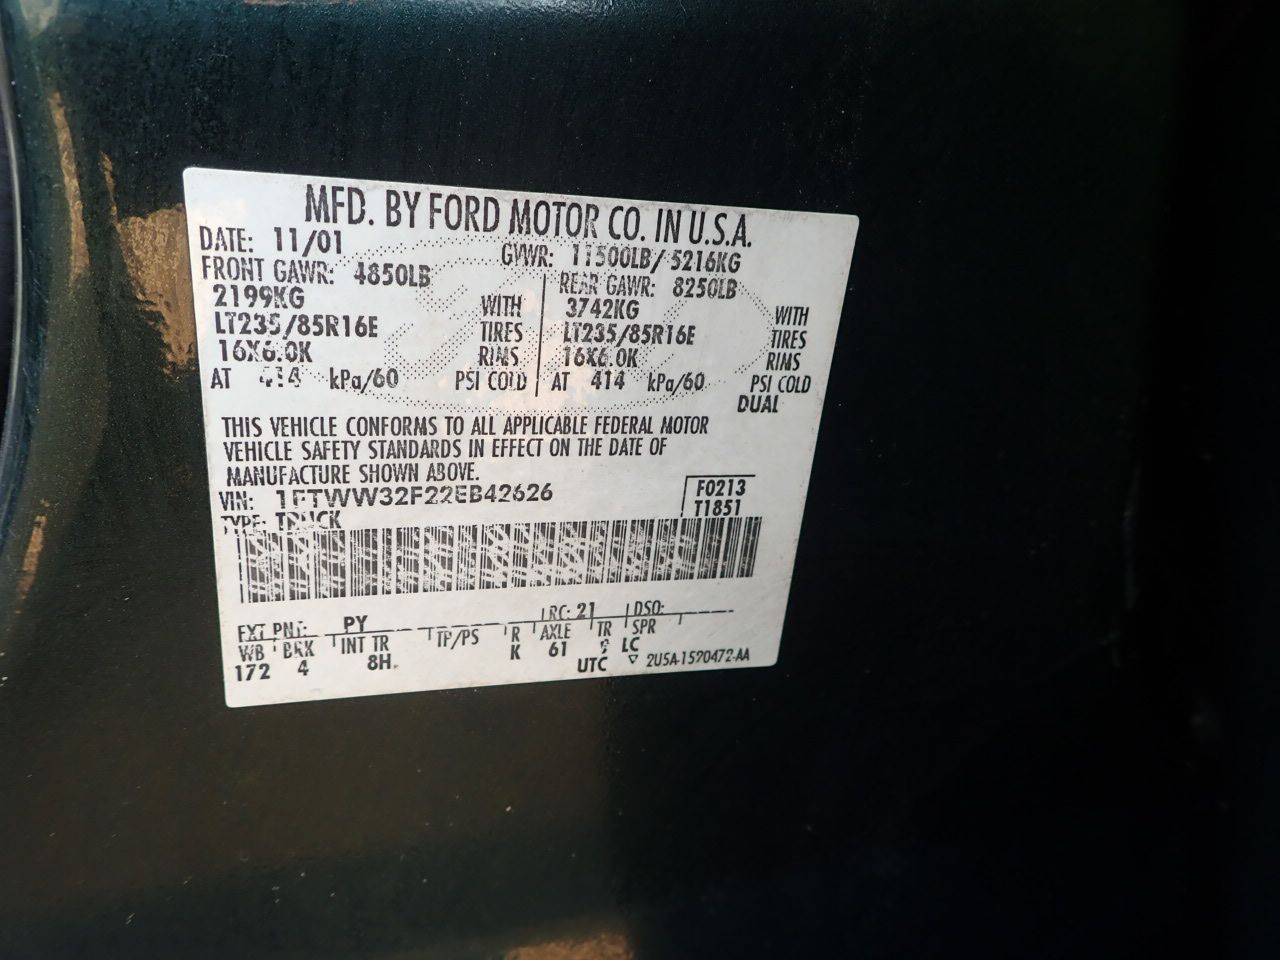 MFD. BY FORD MOTOR CO. IN U.S.A.
DATE: 11/01 GVWR: 11500LB/ 5216KG
FRONT GAWR: 4850LB REAR GAWR: 8250LB
2199KG WITH 3742KG WITH
LT235/85R16E TIRES LT235/85R16E TIRES
16X6.0K RIMS 16X6.0K RIMS
AT 414 kPa/60 PSI COLD AT 414 kPa/60 PSI COLD
DUAL
THIS VEHICLE CONFORMS TO ALL APPLICABLE FEDERAL MOTOR
VEHICLE SAFETY STANDARDS IN EFFECT ON THE DATE OF
MANUFACTURE SHOWN ABOVE.
VIN: 1FTWW32F22EB42626 F0213
TYPE: TRUCK T1851
EXT PNT: PY RC: 21 DSO:
WB BRK INT TR TP/PS R AXLE TR SPR
172 4 8H K 61 LC
UTC ▽ 2U5A-1520472-AA